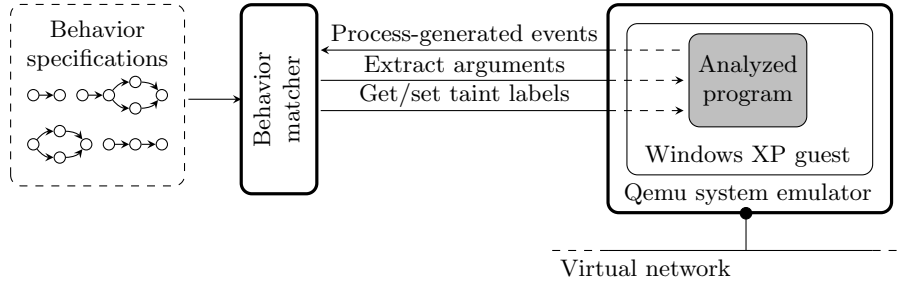 Behavior
specifications
Behavior
matcher
Process-generated events
Extract arguments
Get/set taint labels
Analyzed
program
Windows XP guest
Qemu system emulator
Virtual network